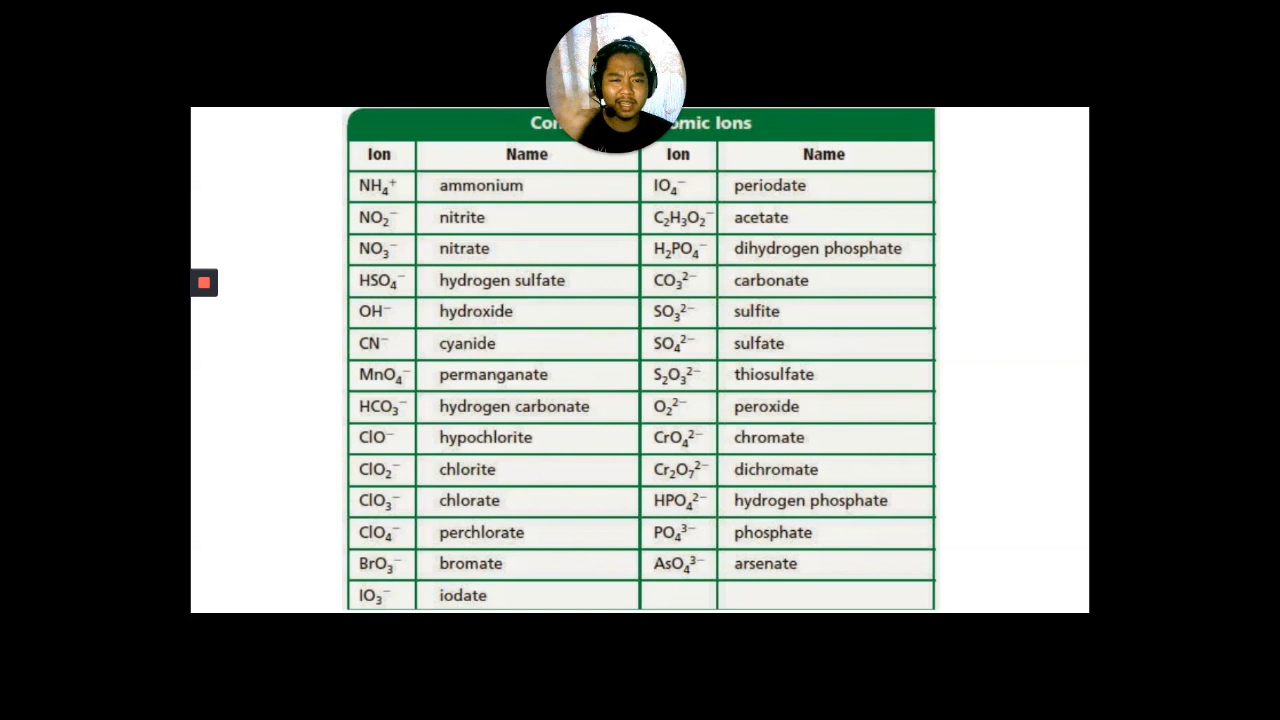 Con omic Ions
Ion Name Ion Name
NH₄⁺ ammonium IO₄⁻ periodate
NO₂⁻ nitrite C₂H₃O₂⁻ acetate
NO₃⁻ nitrate H₂PO₄⁻ dihydrogen phosphate
HSO₄⁻ hydrogen sulfate CO₃²⁻ carbonate
OH⁻ hydroxide SO₃²⁻ sulfite
CN⁻ cyanide SO₄²⁻ sulfate
MnO₄⁻ permanganate S₂O₃²⁻ thiosulfate
HCO₃⁻ hydrogen carbonate O₂²⁻ peroxide
ClO⁻ hypochlorite CrO₄²⁻ chromate
ClO₂⁻ chlorite Cr₂O₇²⁻ dichromate
ClO₃⁻ chlorate HPO₄²⁻ hydrogen phosphate
ClO₄⁻ perchlorate PO₄³⁻ phosphate
BrO₃⁻ bromate AsO₄³⁻ arsenate
IO₃⁻ iodate